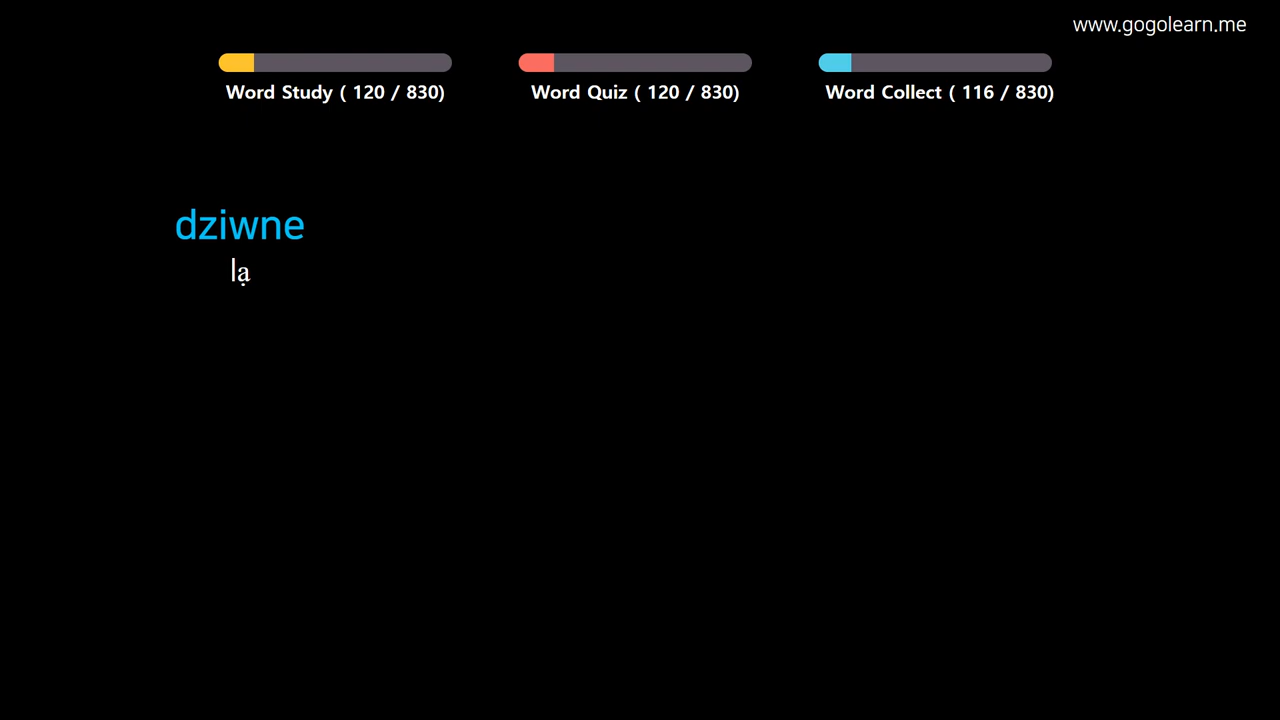 www.gogolearn.me
Word Study ( 120 / 830)
Word Quiz ( 120 / 830)
Word Collect ( 116 / 830)
dziwne
lạ